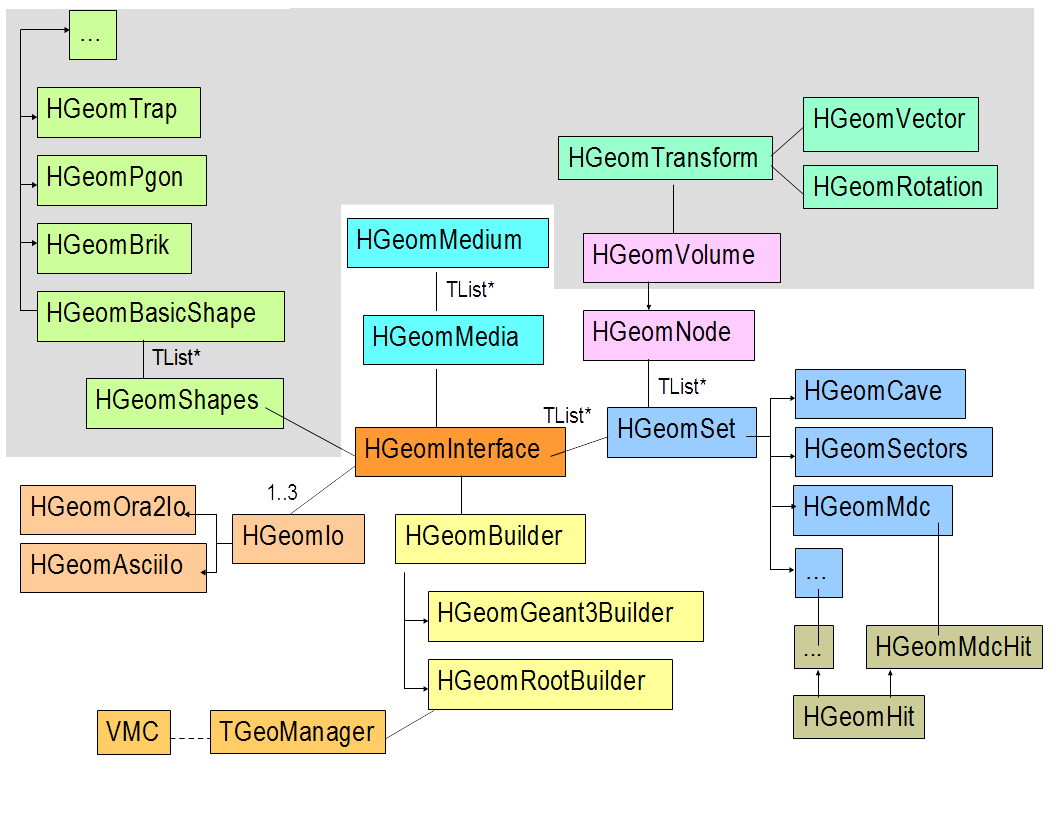 ...
HGeomTrap
HGeomPgon
HGeomBrik
HGeomBasicShape
TList*
HGeomShapes
HGeomMedium
TList*
HGeomMedia
HGeomTransform
HGeomVector
HGeomRotation
HGeomVolume
HGeomNode
TList*
TList*
HGeomSet
HGeomInterface
HGeomCave
HGeomSectors
HGeomMdc
...
...
HGeomMdcHit
HGeomHit
1..3
HGeomOra2Io
HGeomAsciiIo
HGeomIo
HGeomBuilder
HGeomGeant3Builder
HGeomRootBuilder
VMC
TGeoManager